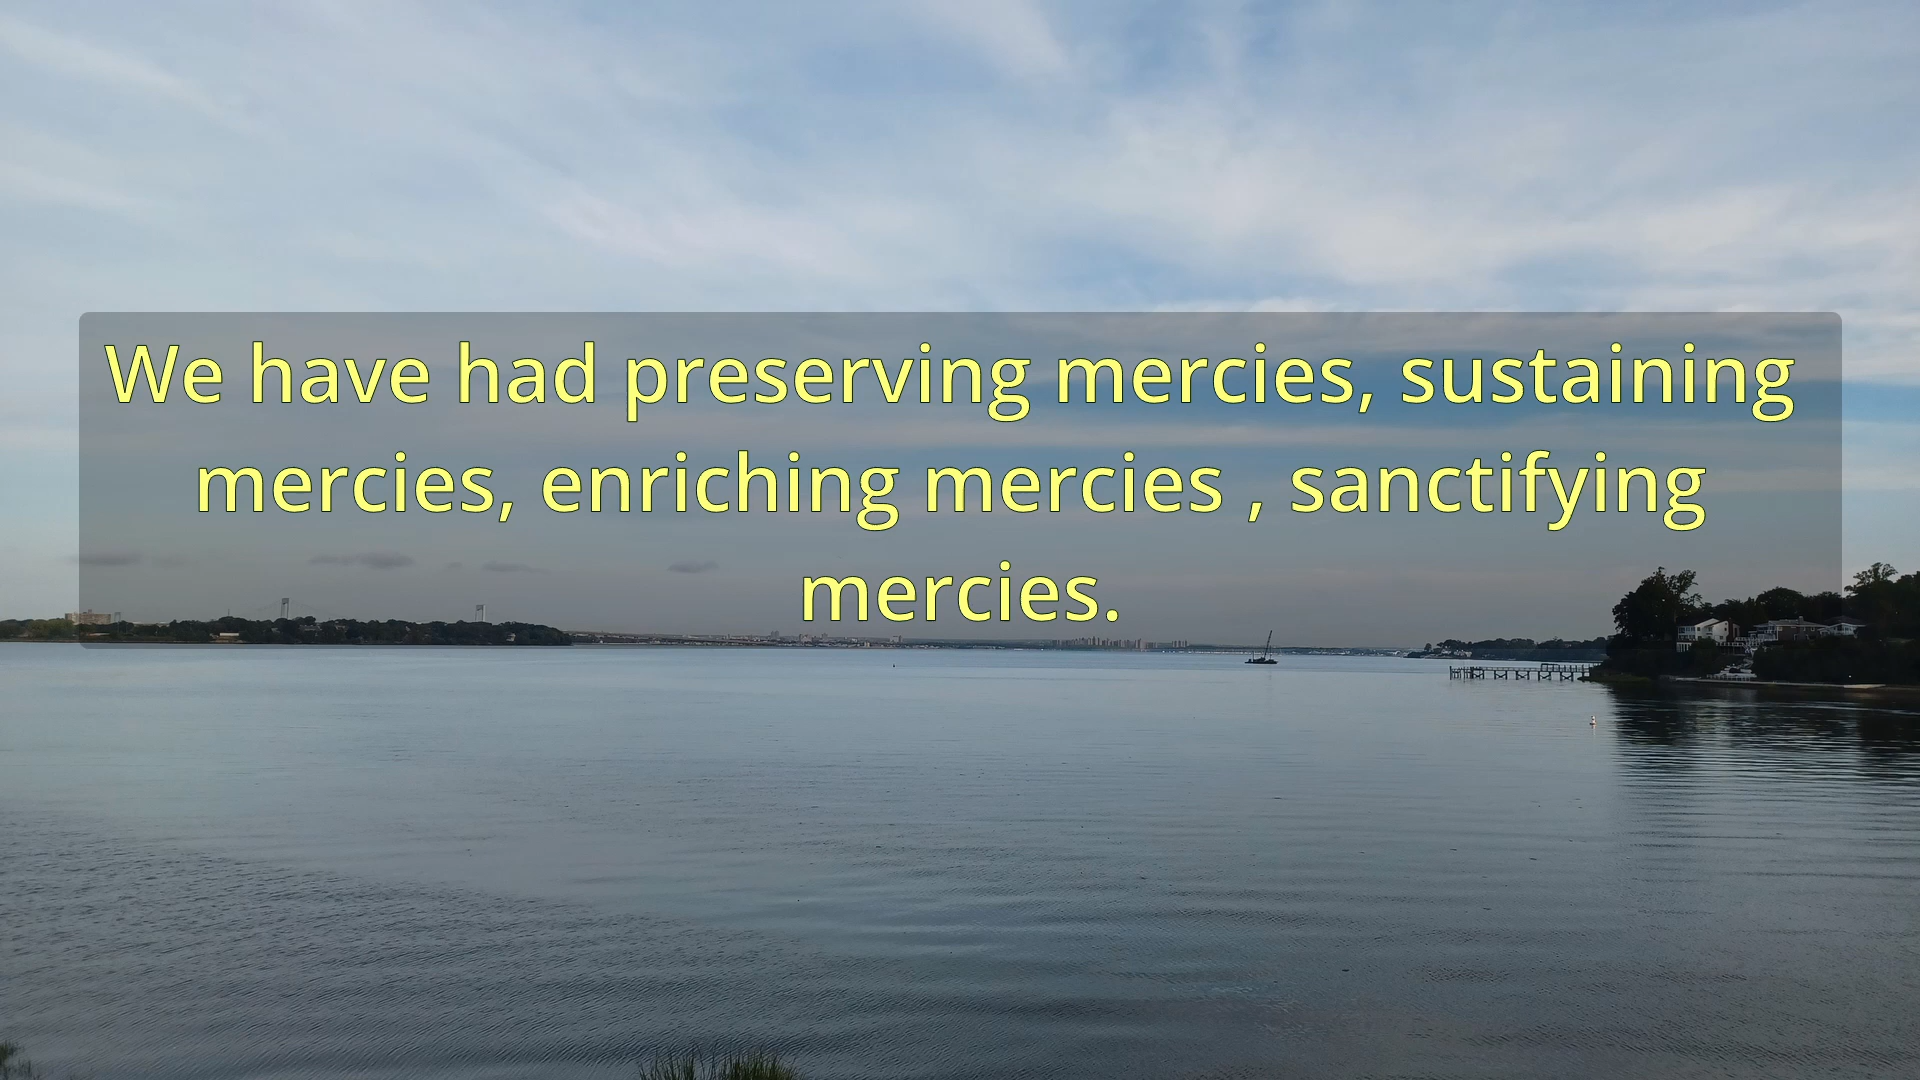 We have had preserving mercies, sustaining
mercies, enriching mercies , sanctifying
mercies.